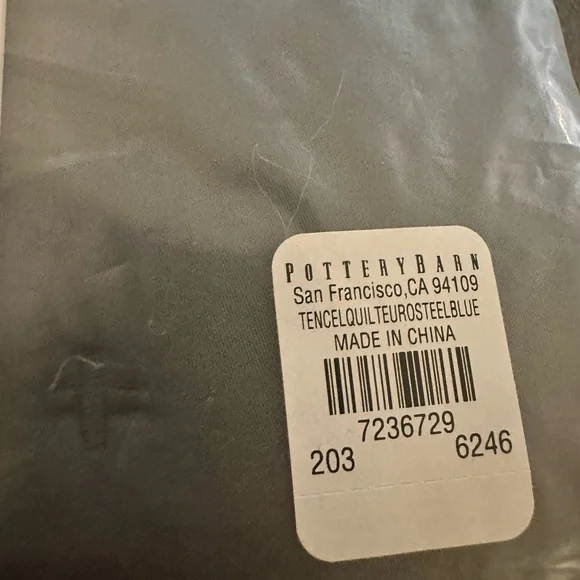 POTTERYBARN
San Francisco,CA 94109
TENCELQUILTEUROSTEELBLUE
MADE IN CHINA
7236729
203 6246